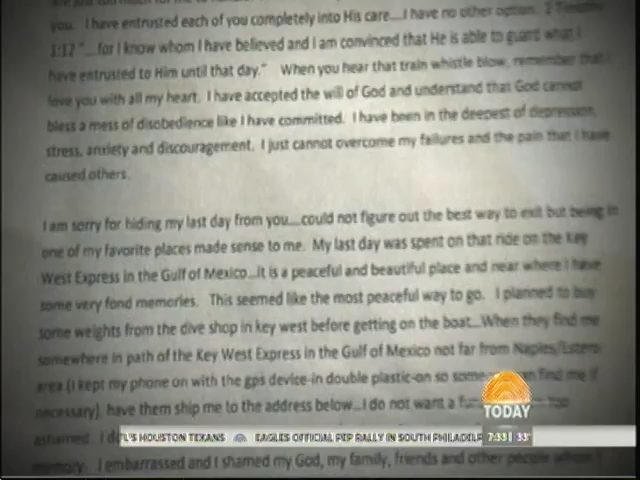 you. I have entrusted each of you completely into His care....I have no other option. 2 Timothy
1:12 "...for I know whom I have believed and I am convinced that He is able to guard what I
have entrusted to Him until that day." When you hear that train whistle blow, remember that I
love you with all my heart. I have accepted the will of God and understand that God cannot
bless a mess of disobedience like I have committed. I have been in the deepest of depression,
stress, anxiety and discouragement. I just cannot overcome my failures and the pain that I have
caused others.
I am sorry for hiding my last day from you....could not figure out the best way to exit but being in
one of my favorite places made sense to me. My last day was spent on that ride on the Key
West Express in the Gulf of Mexico...it is a peaceful and beautiful place and near where I have
some very fond memories. This seemed like the most peaceful way to go. I planned to buy
some weights from the dive shop in key west before getting on the boat...When they find me
somewhere in path of the Key West Express in the Gulf of Mexico not far from Naples/Estero
area (I kept my phone on with the gps device-in double plastic-on so find me if
necessary), have them ship me to the address below...I do not want a too
ashamed. I
memory. I embarrassed and I shamed my God, my family, friends and other people whom I
TODAY
L'S HOUSTON TEXANS EAGLES OFFICIAL PEP RALLY IN SOUTH PHILADELP 7:33 33°